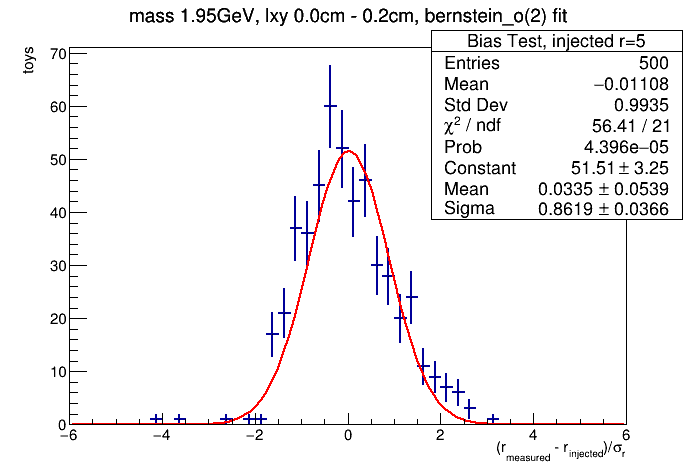 mass 1.95GeV, lxy 0.0cm - 0.2cm, bernstein_o(2) fit
Bias Test, injected r=5
Entries 500
Mean −0.01108
Std Dev 0.9935
χ² / ndf 56.41 / 21
Prob 4.396e−05
Constant 51.51 ± 3.25
Mean 0.0335 ± 0.0539
Sigma 0.8619 ± 0.0366
toys
70
60
50
40
30
20
10
0
−6 −4 −2 0 2 4 6
(r_measured - r_injected)/σ_r